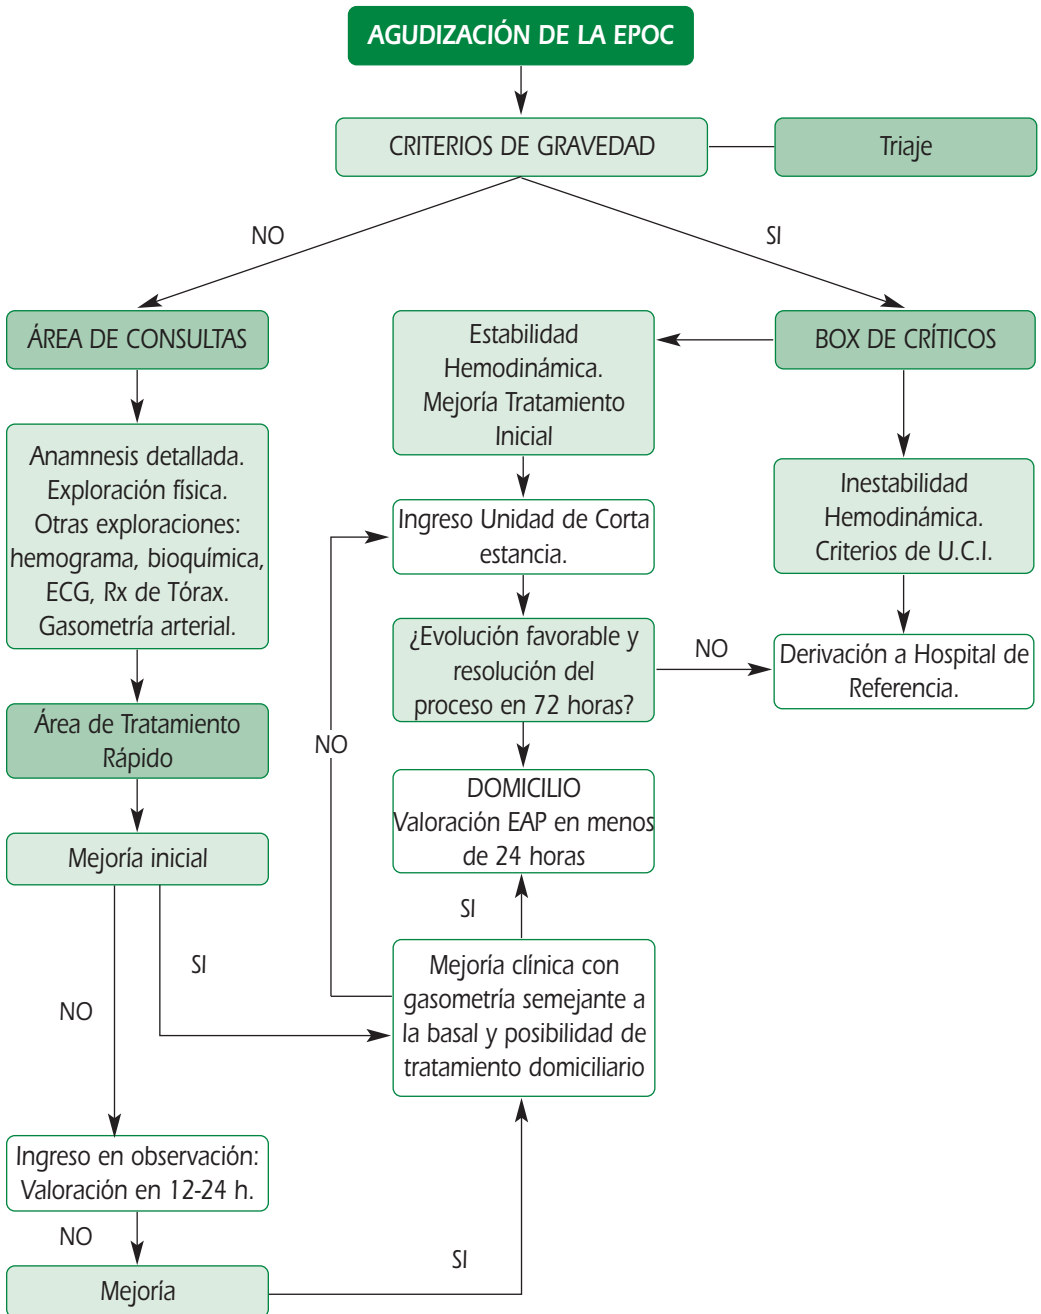 AGUDIZACIÓN DE LA EPOC
CRITERIOS DE GRAVEDAD
Triaje
NO
SI
ÁREA DE CONSULTAS
Estabilidad
Hemodinámica.
Mejoría Tratamiento
Inicial
BOX DE CRÍTICOS
Anamnesis detallada.
Exploración física.
Otras exploraciones:
hemograma, bioquímica,
ECG, Rx de Tórax.
Gasometría arterial.
Ingreso Unidad de Corta
estancia.
Inestabilidad
Hemodinámica.
Criterios de U.C.I.
¿Evolución favorable y
resolución del
proceso en 72 horas?
NO
Derivación a Hospital de
Referencia.
Área de Tratamiento
Rápido
NO
DOMICILIO
Valoración EAP en menos
de 24 horas
Mejoría inicial
SI
SI
NO
Mejoría clínica con
gasometría semejante a
la basal y posibilidad de
tratamiento domiciliario
Ingreso en observación:
Valoración en 12-24 h.
NO
SI
Mejoría